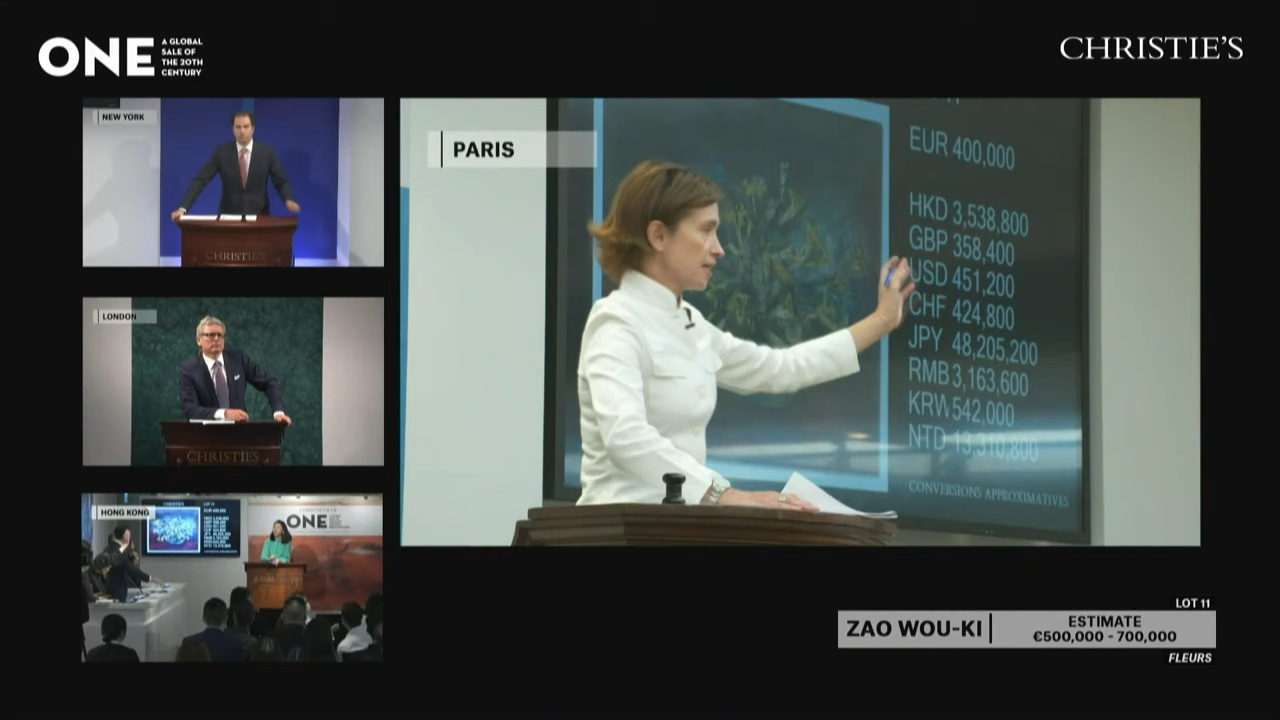 ONE
A GLOBAL
SALE OF
THE 20TH
CENTURY
CHRISTIE'S
NEW YORK
CHRISTIE'S
LONDON
CHRISTIE'S
HONG KONG
ONE
PARIS
EUR 400,000
HKD 3,538,800
GBP 358,400
USD 451,200
CHF 424,800
JPY 48,205,200
RMB 3,163,600
KRW 542,000
NTD 13,310,800
CONVERSIONS APPROXIMATIVES
LOT 11
ZAO WOU-KI
ESTIMATE
€500,000 - 700,000
FLEURS